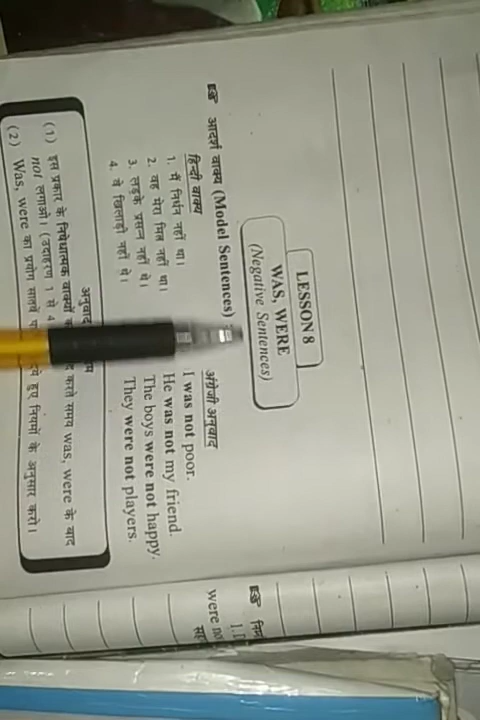 LESSON 8
WAS, WERE
(Negative Sentences)
आदर्श वाक्य (Model Sentences)
हिन्दी वाक्य अंग्रेजी अनुवाद
1. मैं निर्धन नहीं था। I was not poor.
2. वह मेरा मित्र नहीं था। He was not my friend.
3. लड़के प्रसन्न नहीं थे। The boys were not happy.
4. वे खिलाड़ी नहीं थे। They were not players.
अनुवाद
(1) इस प्रकार के निषेधात्मक वाक्यों करते समय was, were के बाद
not लगाओ। (उदाहरण 1 से 4
(2) Was, were का प्रयोग सातवें हुए नियमों के अनुसार करो।
1.
were